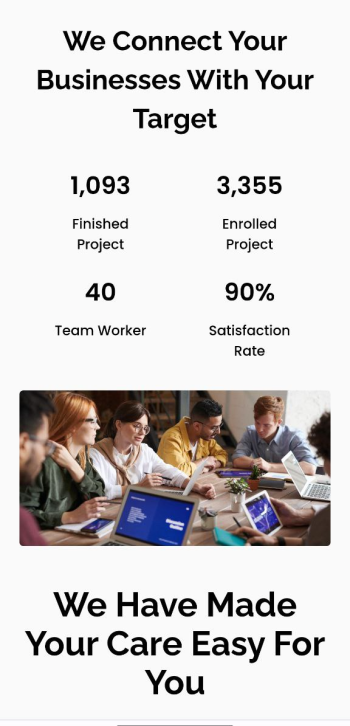 We Connect Your
Businesses With Your
Target
1,093
Finished
Project
3,355
Enrolled
Project
40
Team Worker
90%
Satisfaction
Rate
We Have Made
Your Care Easy For
You